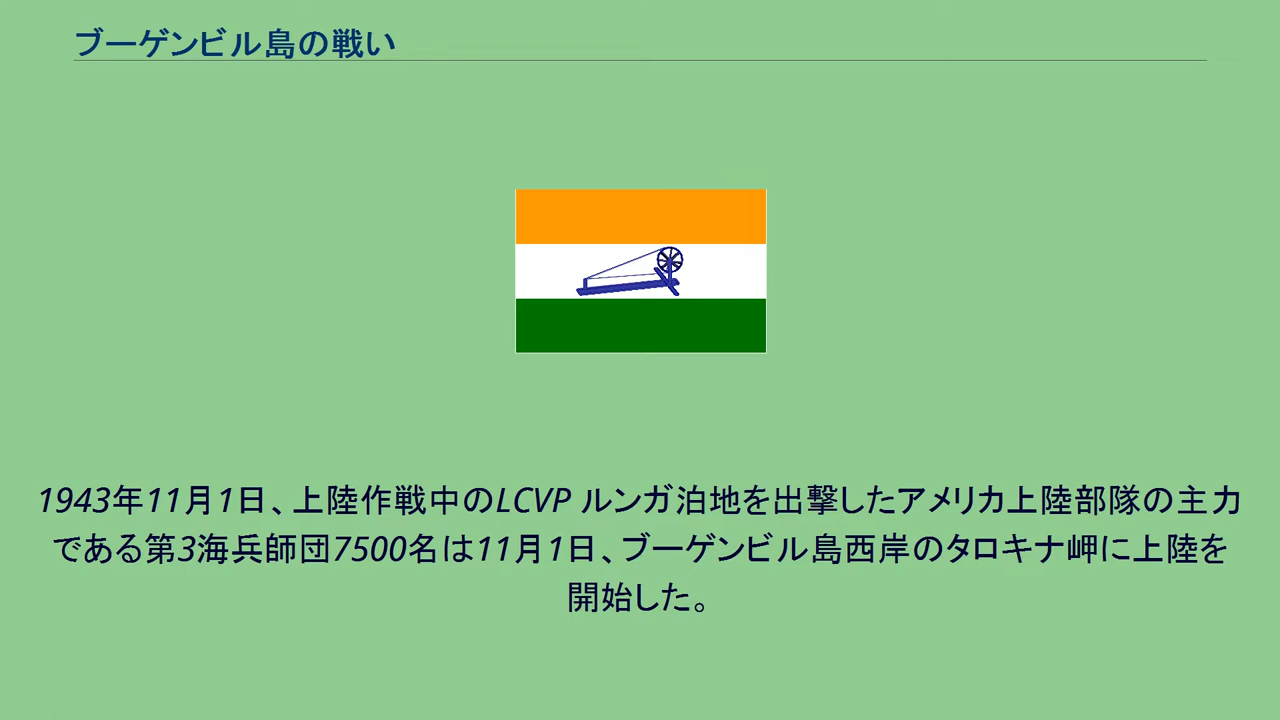 ブーゲンビル島の戦い
1943年11月1日、上陸作戦中のLCVP ルンガ泊地を出撃したアメリカ上陸部隊の主力
である第3海兵師団7500名は11月1日、ブーゲンビル島西岸のタロキナ岬に上陸を
開始した。